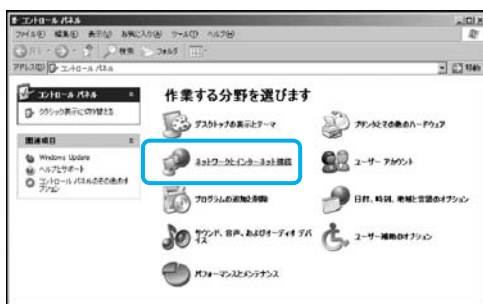 コントロール パネル
ファイル(F) 編集(E) 表示(V) お気に入り(A) ツール(T) ヘルプ(H)
戻る 検索 フォルダ
アドレス(D) コントロール パネル 移動
コントロール パネル
クラシック表示に切り替える
関連項目
Windows Update
ヘルプとサポート
コントロール パネルのその他のオプション
作業する分野を選びます
デスクトップの表示とテーマ
プリンタとその他のハードウェア
ネットワークとインターネット接続
ユーザー アカウント
プログラムの追加と削除
日付、時刻、地域と言語のオプション
サウンド、音声、およびオーディオ デバイス
ユーザー補助のオプション
パフォーマンスとメンテナンス